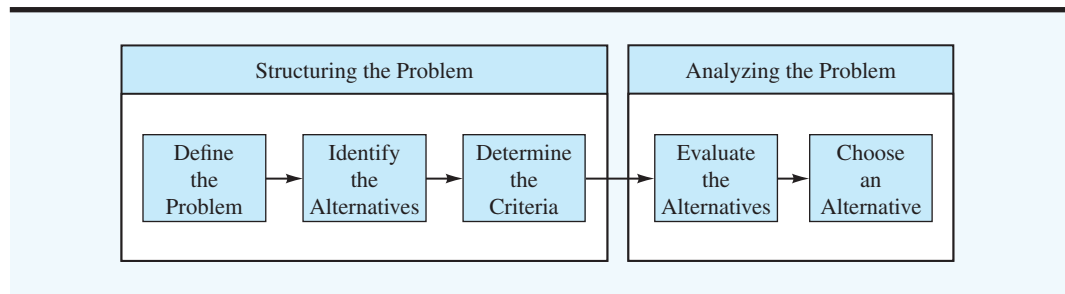 Structuring the Problem
Analyzing the Problem
Define
the
Problem
Identify
the
Alternatives
Determine
the
Criteria
Evaluate
the
Alternatives
Choose
an
Alternative